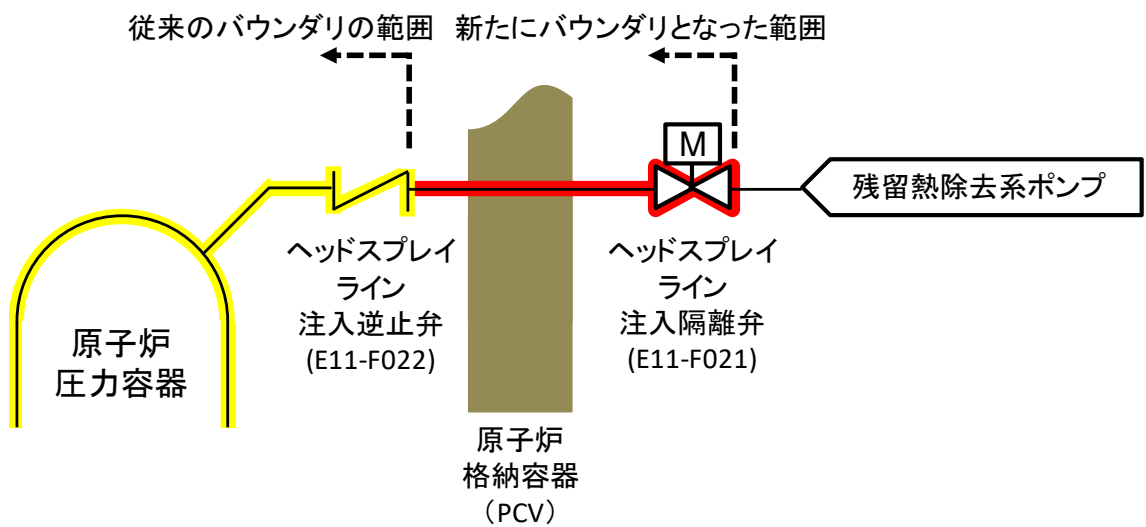 従来のバウンダリの範囲
新たにバウンダリとなった範囲
M
残留熱除去系ポンプ
ヘッドスプレイ
ライン
注入逆止弁
(E11-F022)
ヘッドスプレイ
ライン
注入隔離弁
(E11-F021)
原子炉
圧力容器
原子炉
格納容器
（PCV）